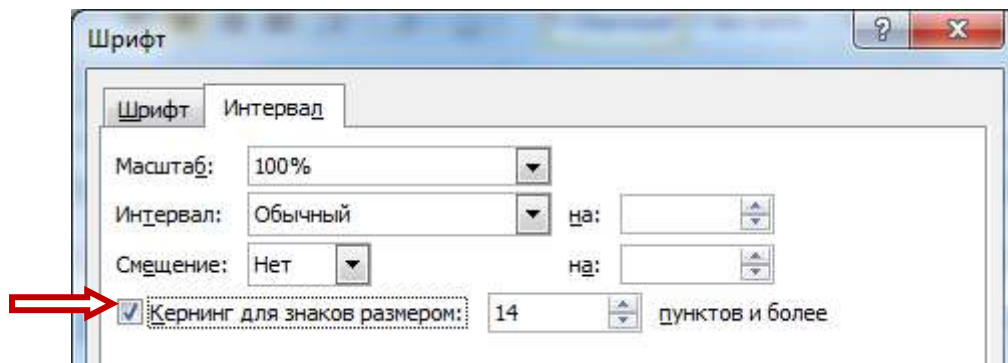 Шрифт
Шрифт Интервал
Масштаб: 100%
Интервал: Обычный на:
Смещение: Нет на:
Кернинг для знаков размером: 14 пунктов и более